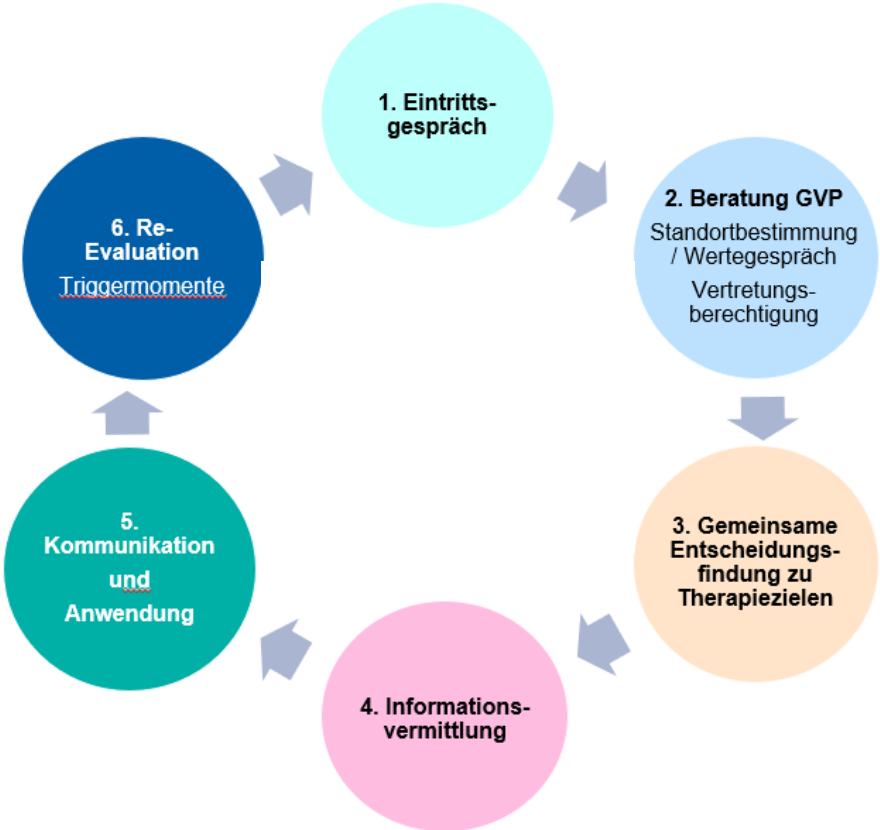 1. Eintritts-
gespräch
2. Beratung GVP
Standortbestimmung
/ Wertegespräch
Vertretungs-
berechtigung
3. Gemeinsame
Entscheidungs-
findung zu
Therapiezielen
4. Informations-
vermittlung
5.
Kommunikation
und
Anwendung
6. Re-
Evaluation
Triggermomente